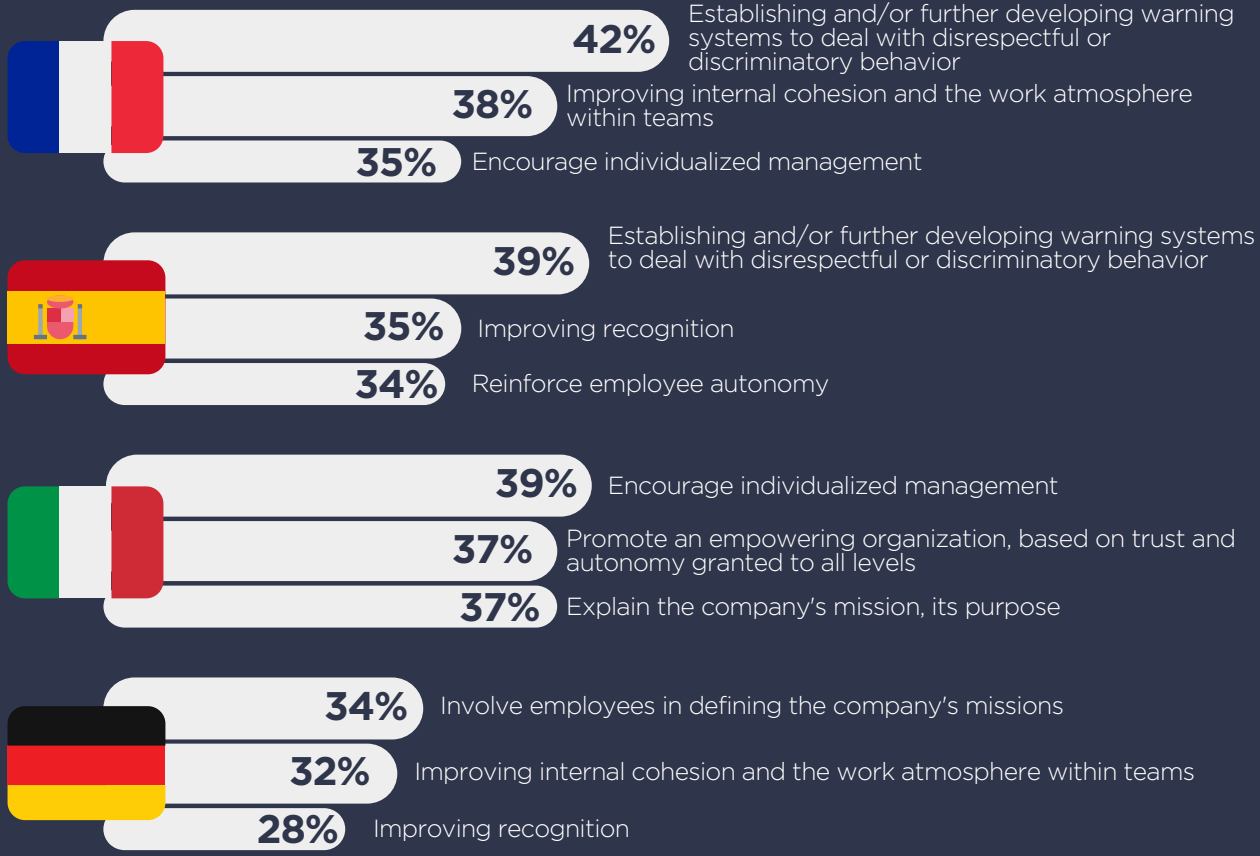 42%
Establishing and/or further developing warning
systems to deal with disrespectful or
discriminatory behavior
38%
Improving internal cohesion and the work atmosphere
within teams
35%
Encourage individualized management
39%
Establishing and/or further developing warning systems
to deal with disrespectful or discriminatory behavior
35%
Improving recognition
34%
Reinforce employee autonomy
39%
Encourage individualized management
37%
Promote an empowering organization, based on trust and
autonomy granted to all levels
37%
Explain the company's mission, its purpose
34%
Involve employees in defining the company's missions
32%
Improving internal cohesion and the work atmosphere within teams
28%
Improving recognition